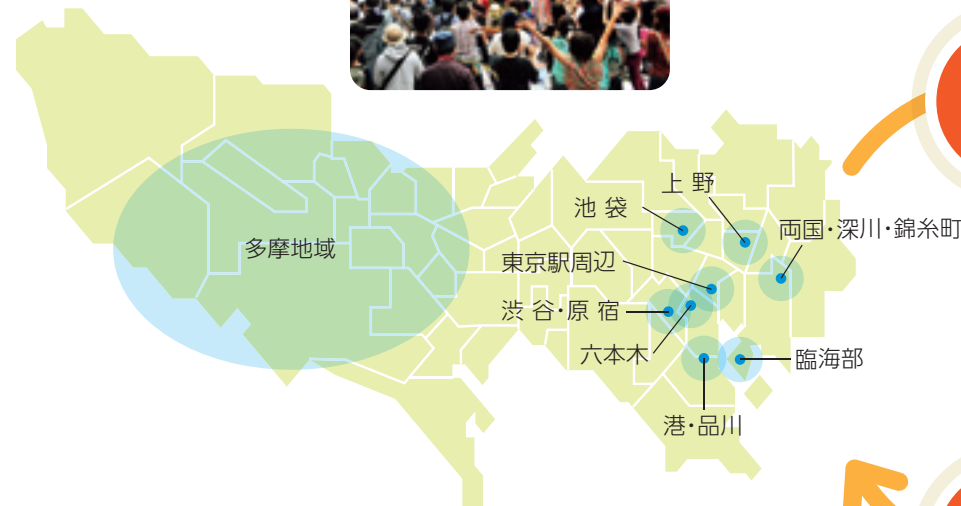 上 野
池 袋
両国・深川・錦糸町
多摩地域
東京駅周辺
渋 谷・原 宿
六本木
臨海部
港・品川